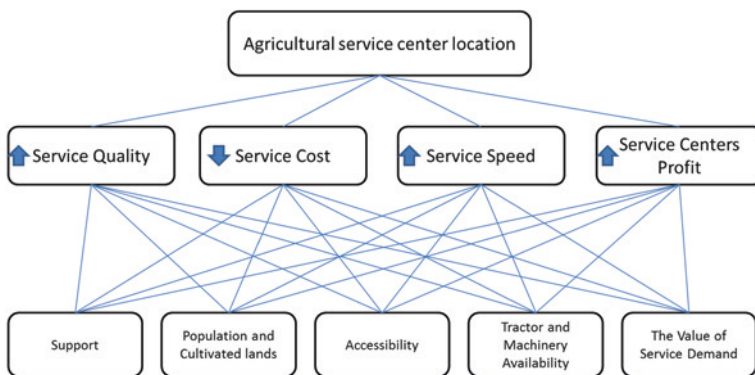 Agricultural service center location
Service Quality
Service Cost
Service Speed
Service Centers
Profit
Support
Population and
Cultivated lands
Accessibility
Tractor and
Machinery
Availability
The Value of
Service Demand